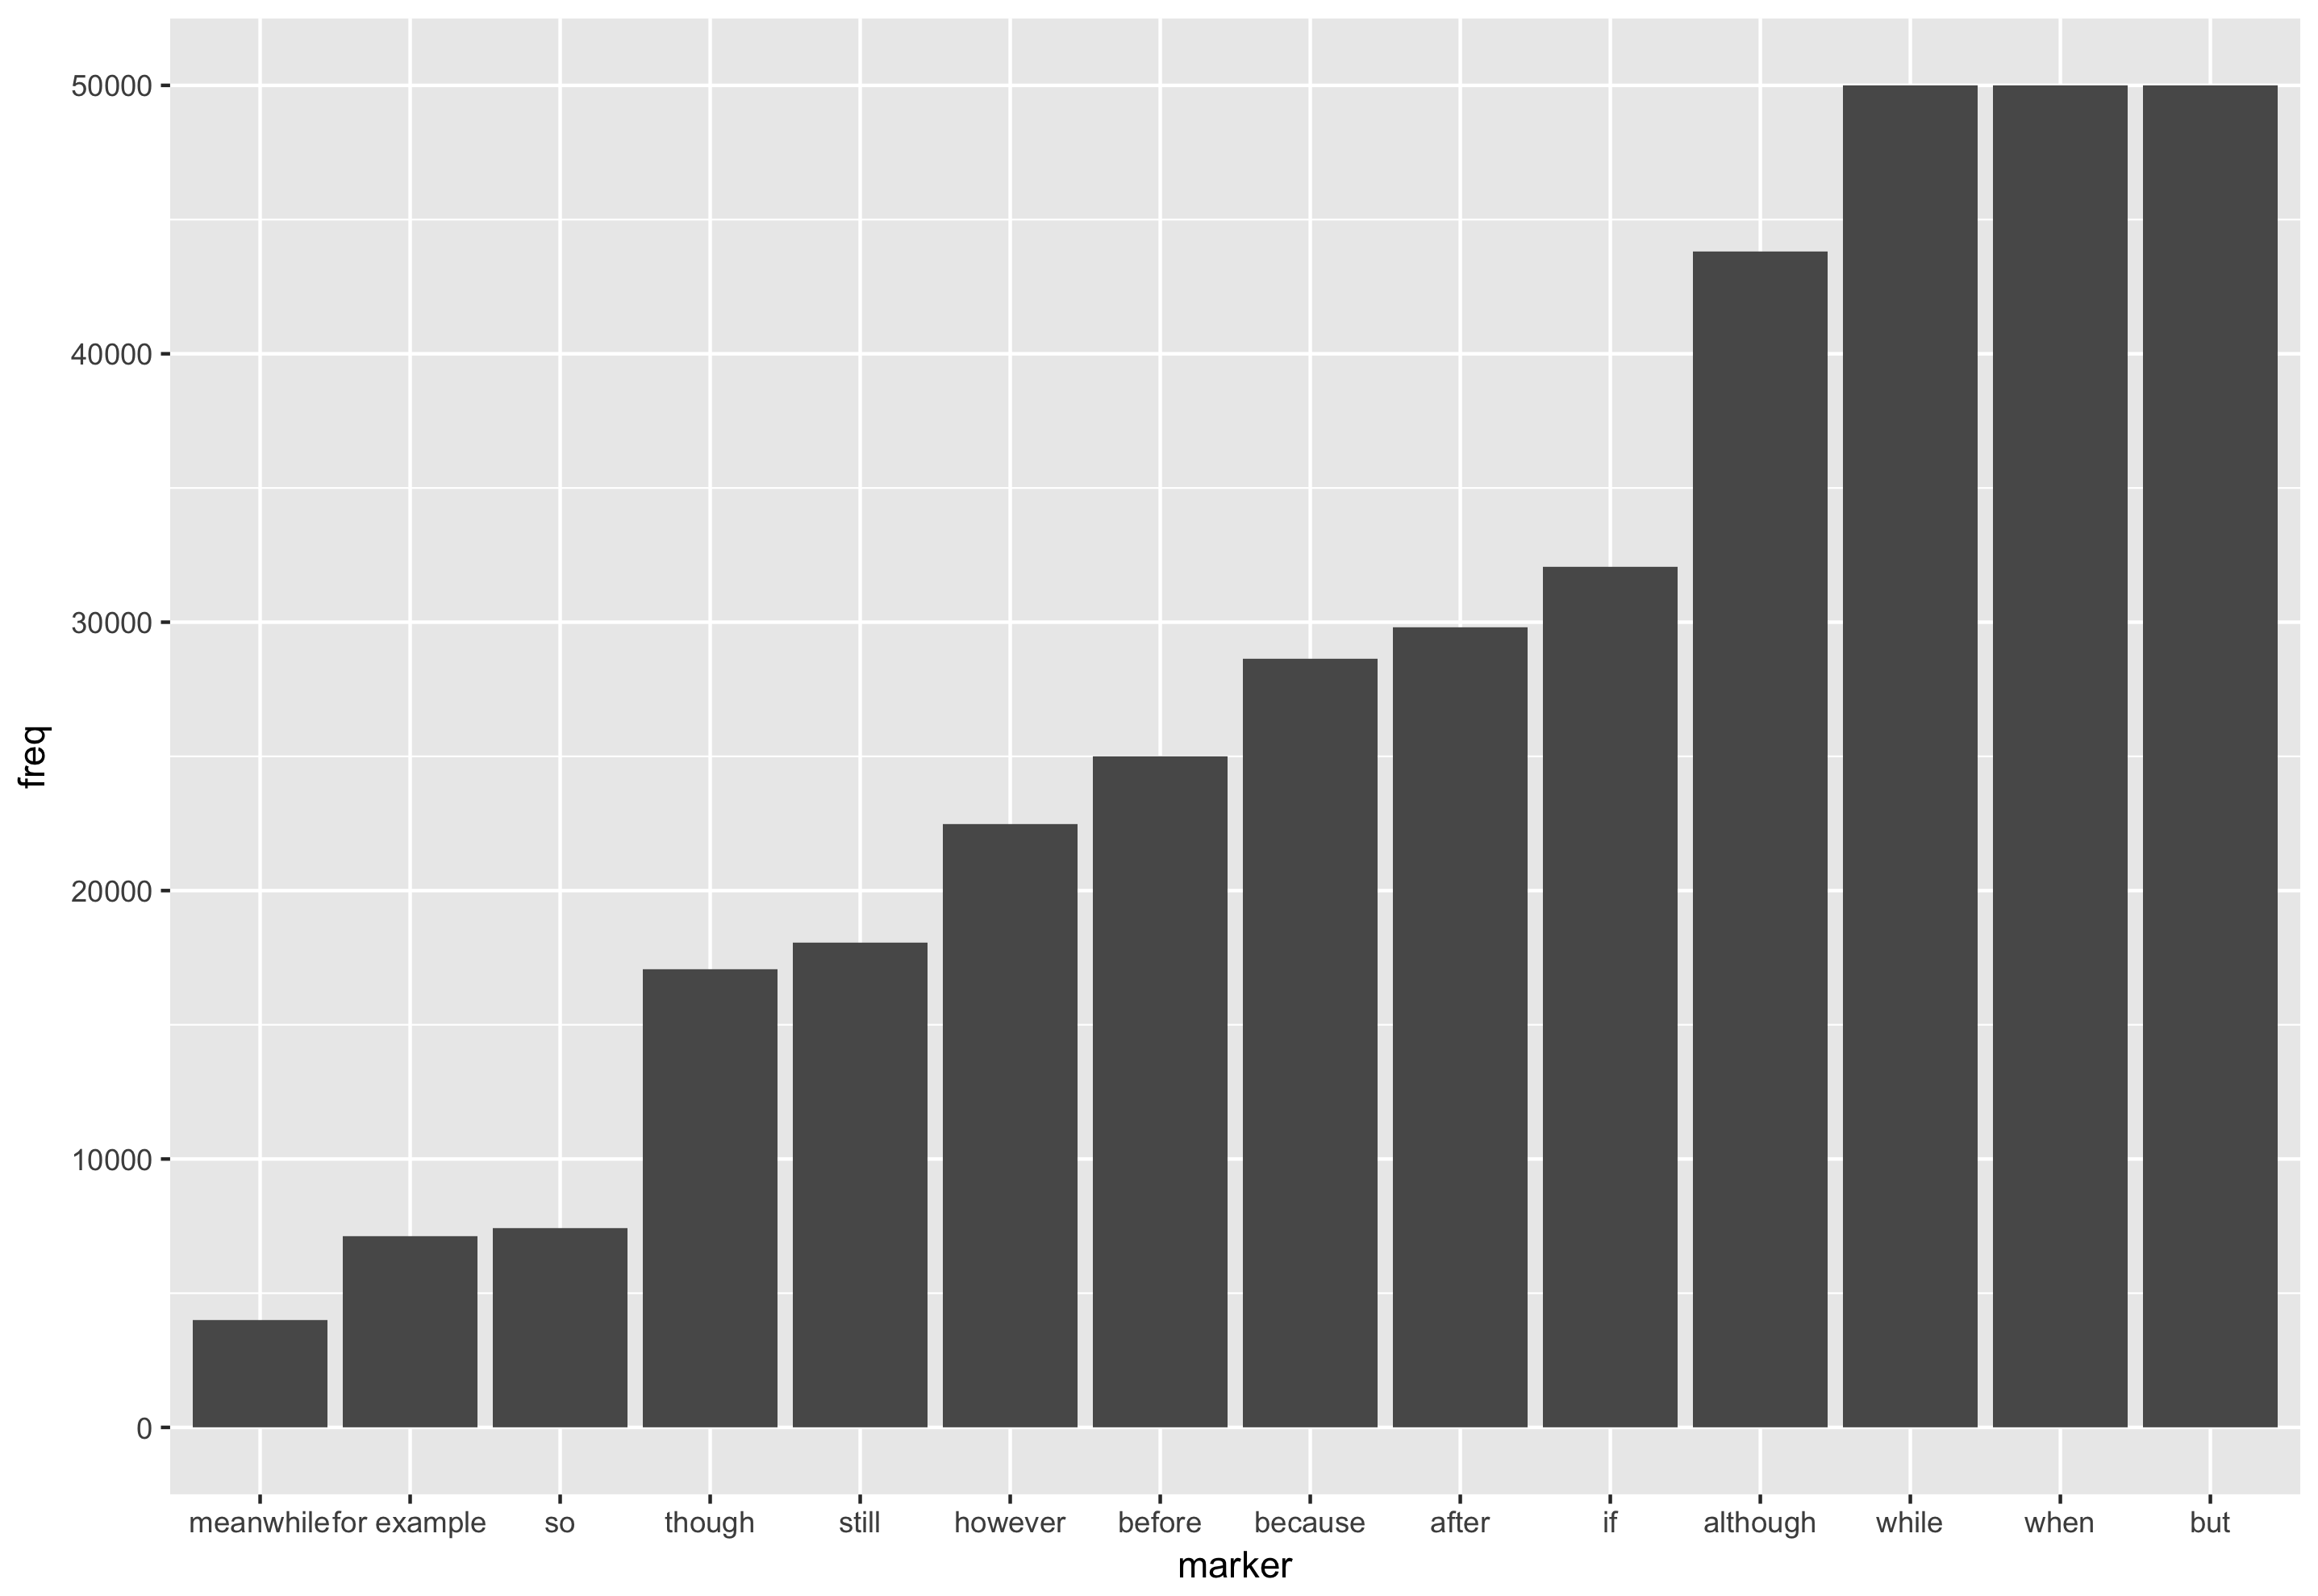 50000
40000
30000
20000
10000
0
freq
meanwhile for example so though still however before because after if although while when but
marker